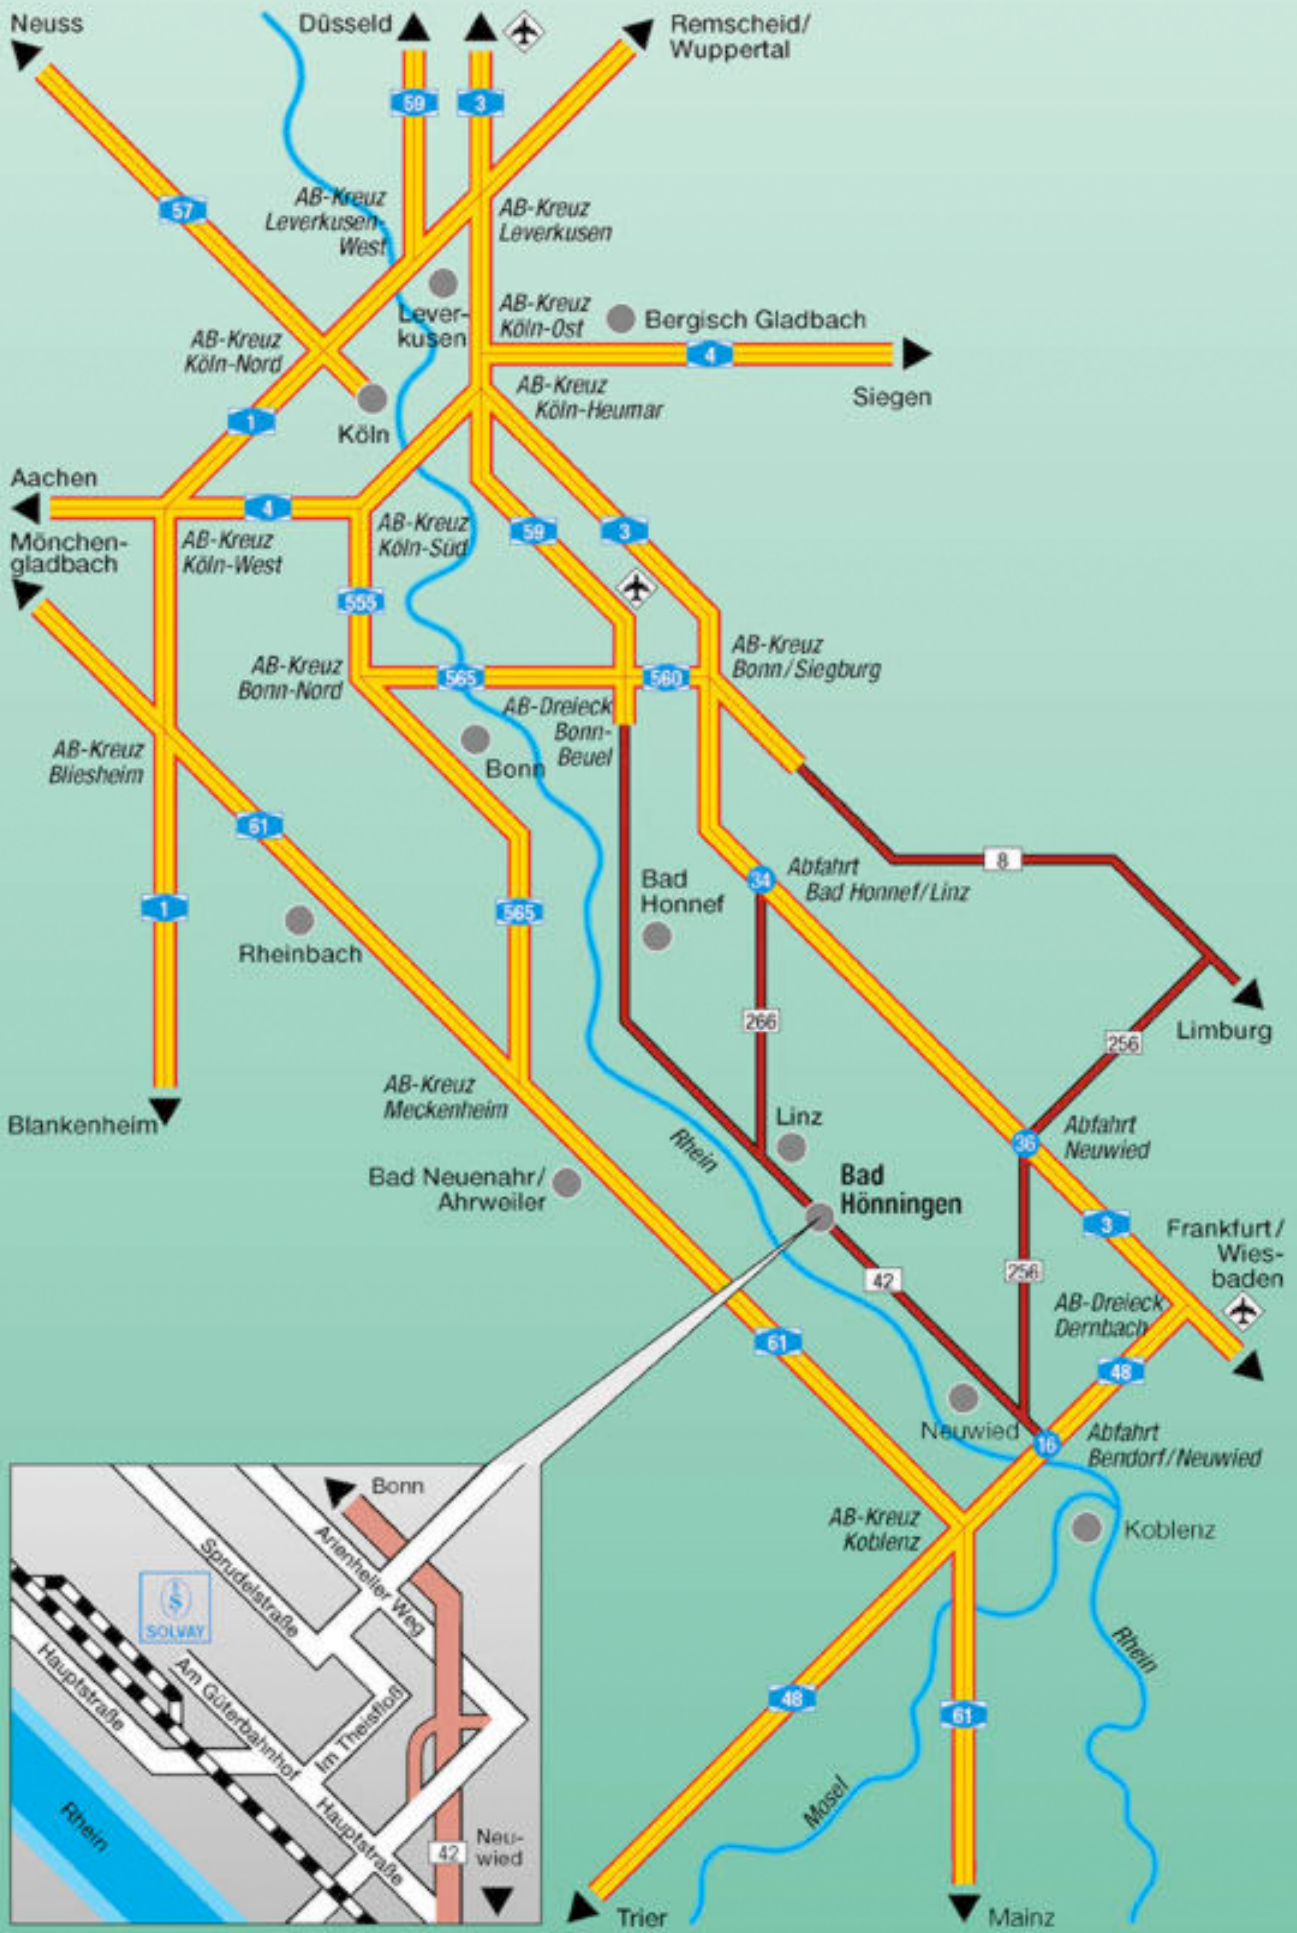 Neuss
Düsseld
Remscheid/
Wuppertal
59
3
57
AB-Kreuz
Leverkusen-
West
AB-Kreuz
Leverkusen
Lever-
kusen
AB-Kreuz
Köln-Ost
Bergisch Gladbach
AB-Kreuz
Köln-Nord
4
Siegen
AB-Kreuz
Köln-Heumar
1
Köln
Aachen
4
Mönchen-
gladbach
AB-Kreuz
Köln-West
AB-Kreuz
Köln-Süd
59
3
555
AB-Kreuz
Bonn/Siegburg
AB-Kreuz
Bonn-Nord
565
560
AB-Dreieck
Bonn-
Beuel
Bonn
AB-Kreuz
Bliesheim
61
8
34
Abfahrt
Bad Honnef/Linz
Bad
Honnef
1
565
Rheinbach
266
256
Limburg
AB-Kreuz
Meckenheim
Blankenheim
Linz
Rhein
36
Abfahrt
Neuwied
Bad Neuenahr/
Ahrweiler
Bad
Hönningen
3
Frankfurt/
Wies-
baden
42
256
AB-Dreieck
Dernbach
61
48
Neuwied
16
Abfahrt
Bendorf/Neuwied
AB-Kreuz
Koblenz
Koblenz
Rhein
48
61
Mosel
Trier
Mainz
Bonn
Arienheller Weg
Sprudelstraße
SOLVAY
Hauptstraße
Am Güterbahnhof
Im Theisfloß
Hauptstraße
Rhein
42
Neu-
wied